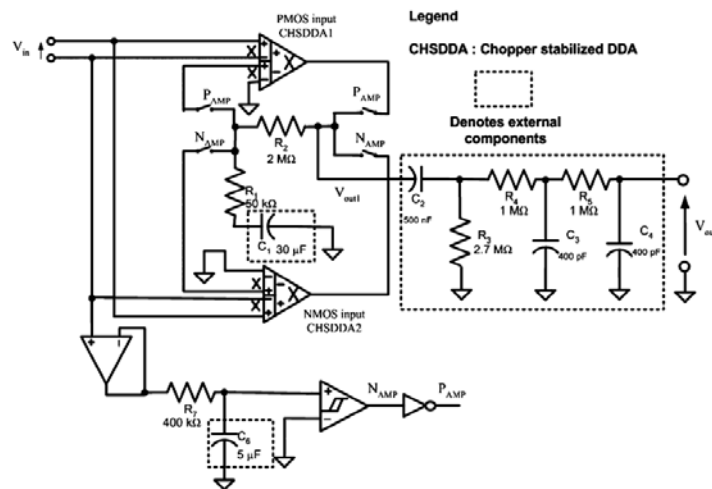 PMOS input
CHSDDA1
Legend
CHSDDA : Chopper stabilized DDA
Denotes external
components
V_in
P_AMP
P_AMP
N_AMP
N_AMP
R_2
2 MΩ
R_1
50 kΩ
C_1 30 µF
V_out1
C_2
500 nF
R_4
1 MΩ
R_5
1 MΩ
R_3
2.7 MΩ
C_3
400 pF
C_4
400 pF
V_ou
NMOS input
CHSDDA2
R_7
400 kΩ
C_6
5 µF
N_AMP
P_AMP